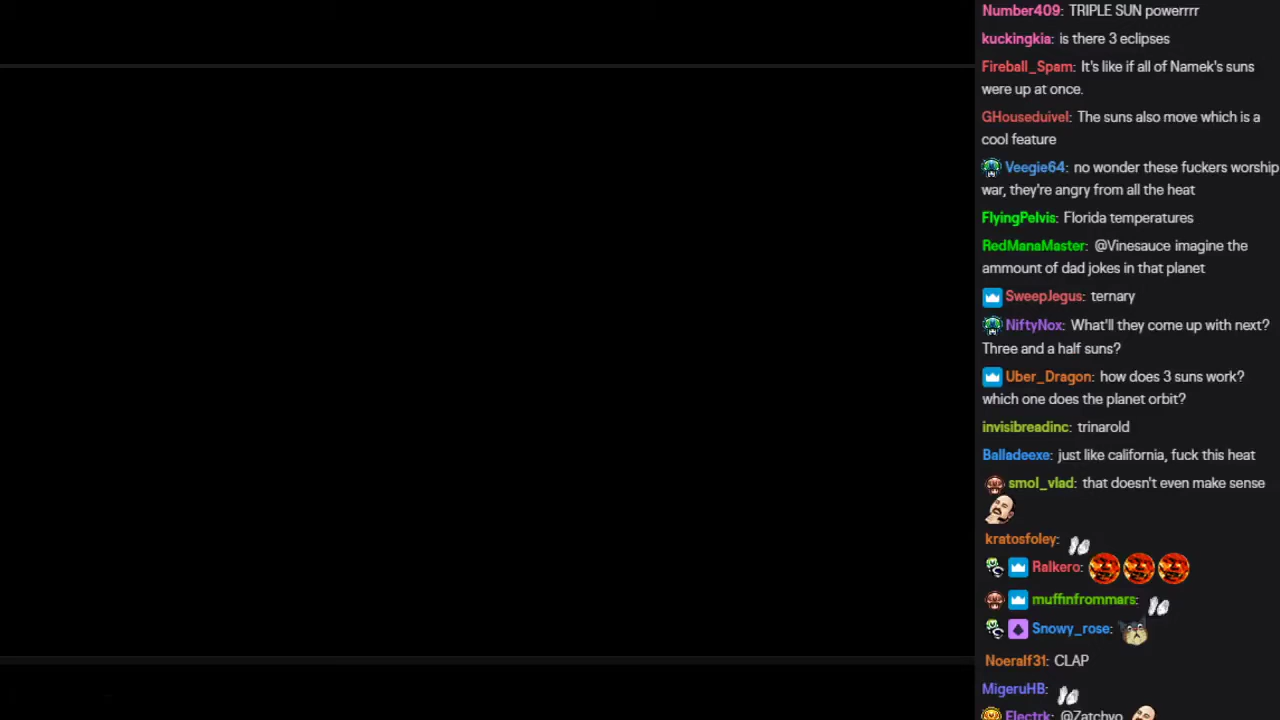 Number409: TRIPLE SUN powerrrr
kuckingkia: is there 3 eclipses
Fireball_Spam: It's like if all of Namek's suns
were up at once.
GHouseduivel: The suns also move which is a
cool feature
Veegie64: no wonder these fuckers worship
war, they're angry from all the heat
FlyingPelvis: Florida temperatures
RedManaMaster: @Vinesauce imagine the
ammount of dad jokes in that planet
SweepJegus: ternary
NiftyNox: What'll they come up with next?
Three and a half suns?
Uber_Dragon: how does 3 suns work?
which one does the planet orbit?
invisibreadinc: trinarold
Balladeexe: just like california, fuck this heat
smol_vlad: that doesn't even make sense
kratosfoley:
Ralkero:
muffinfrommars:
Snowy_rose:
Noeralf31: CLAP
MigeruHB:
Electrk: @Zatchyo